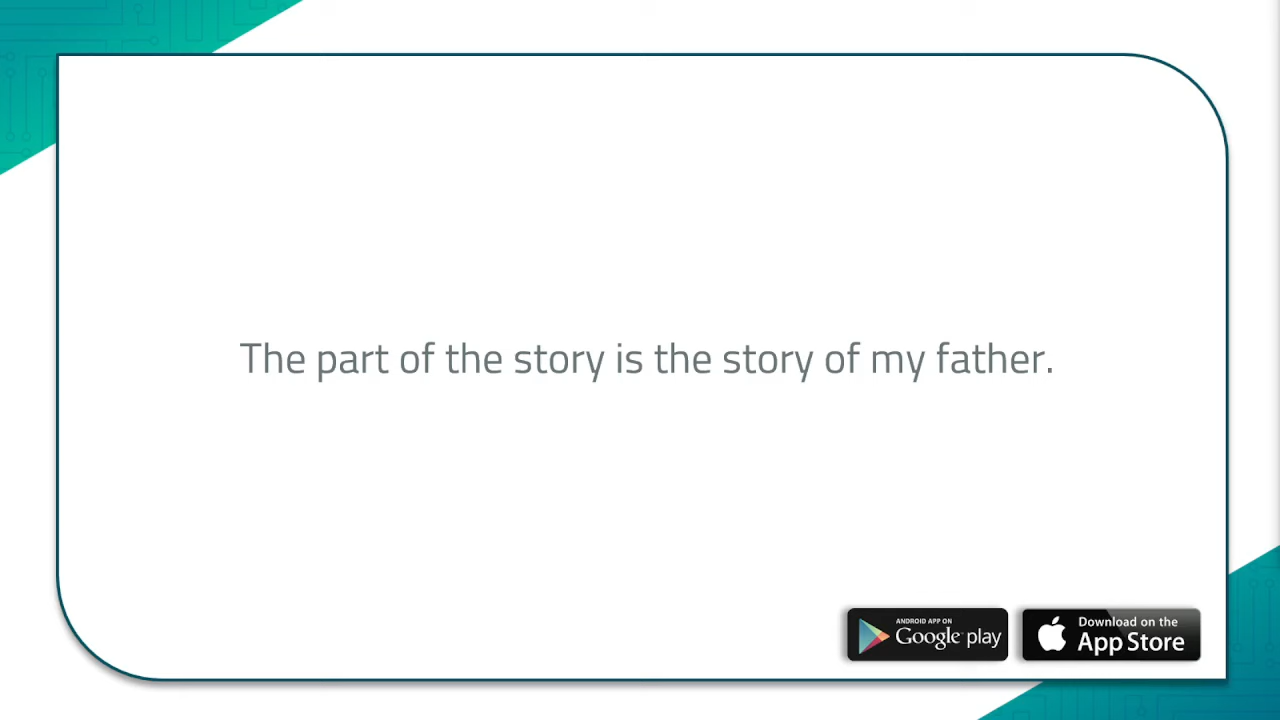 The part of the story is the story of my father.
ANDROID APP ON
Google play
Download on the
App Store